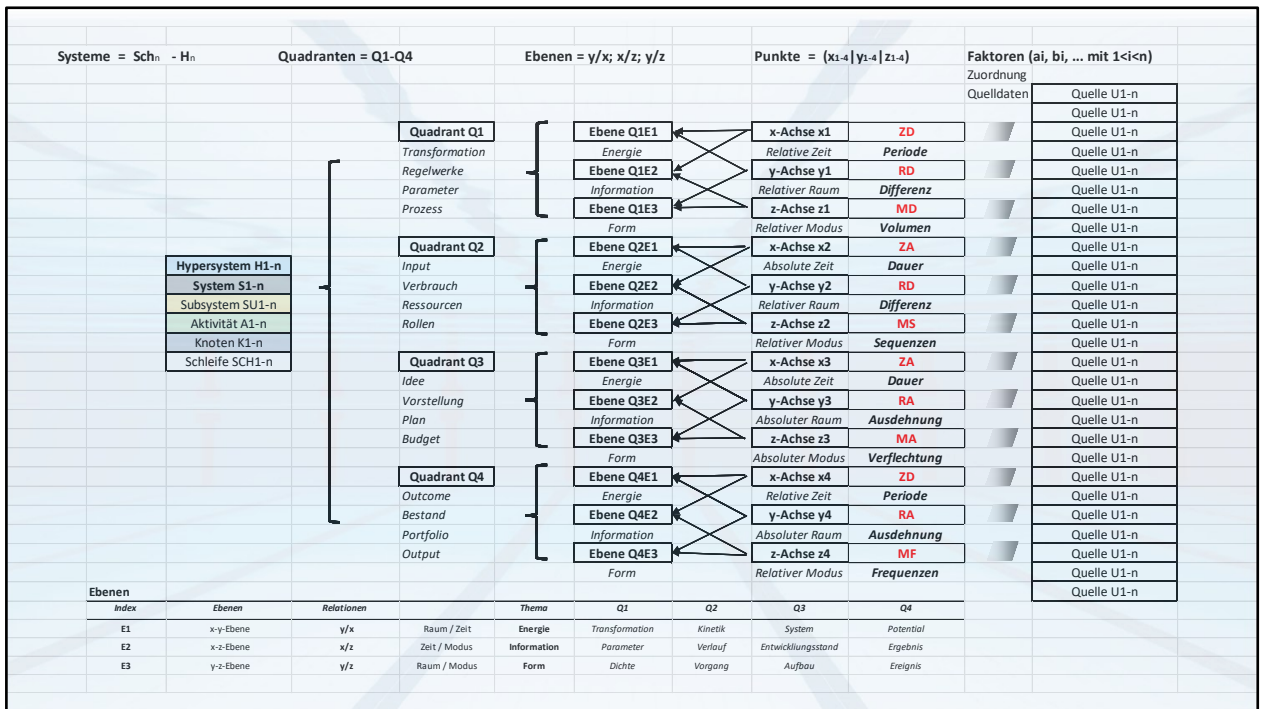 Systeme = Schn - Hn Quadranten = Q1-Q4 Ebenen = y/x; x/z; y/z Punkte = (x1-4|y1-4|z1-4) Faktoren (ai, bi, ... mit 1<i<n)
Zuordnung
Quelldaten Quelle U1-n
Quelle U1-n
Quadrant Q1 Ebene Q1E1 x-Achse x1 ZD Quelle U1-n
Transformation Energie Relative Zeit Periode Quelle U1-n
Regelwerke Ebene Q1E2 y-Achse y1 RD Quelle U1-n
Parameter Information Relativer Raum Differenz Quelle U1-n
Prozess Ebene Q1E3 z-Achse z1 MD Quelle U1-n
Form Relativer Modus Volumen Quelle U1-n
Quadrant Q2 Ebene Q2E1 x-Achse x2 ZA Quelle U1-n
Hypersystem H1-n Input Energie Absolute Zeit Dauer Quelle U1-n
System S1-n Verbrauch Ebene Q2E2 y-Achse y2 RD Quelle U1-n
Subsystem SU1-n Ressourcen Information Relativer Raum Differenz Quelle U1-n
Aktivität A1-n Rollen Ebene Q2E3 z-Achse z2 MS Quelle U1-n
Knoten K1-n Form Relativer Modus Sequenzen Quelle U1-n
Schleife SCH1-n Quadrant Q3 Ebene Q3E1 x-Achse x3 ZA Quelle U1-n
Idee Energie Absolute Zeit Dauer Quelle U1-n
Vorstellung Ebene Q3E2 y-Achse y3 RA Quelle U1-n
Plan Information Absoluter Raum Ausdehnung Quelle U1-n
Budget Ebene Q3E3 z-Achse z3 MA Quelle U1-n
Form Absoluter Modus Verflechtung Quelle U1-n
Quadrant Q4 Ebene Q4E1 x-Achse x4 ZD Quelle U1-n
Outcome Energie Relative Zeit Periode Quelle U1-n
Bestand Ebene Q4E2 y-Achse y4 RA Quelle U1-n
Portfolio Information Absoluter Raum Ausdehnung Quelle U1-n
Output Ebene Q4E3 z-Achse z4 MF Quelle U1-n
Form Relativer Modus Frequenzen Quelle U1-n
Ebenen Quelle U1-n
Index Ebenen Relationen Thema Q1 Q2 Q3 Q4
E1 x-y-Ebene y/x Raum / Zeit Energie Transformation Kinetik System Potential
E2 x-z-Ebene x/z Zeit / Modus Information Parameter Verlauf Entwickliungsstand Ergebnis
E3 y-z-Ebene y/z Raum / Modus Form Dichte Vorgang Aufbau Ereignis